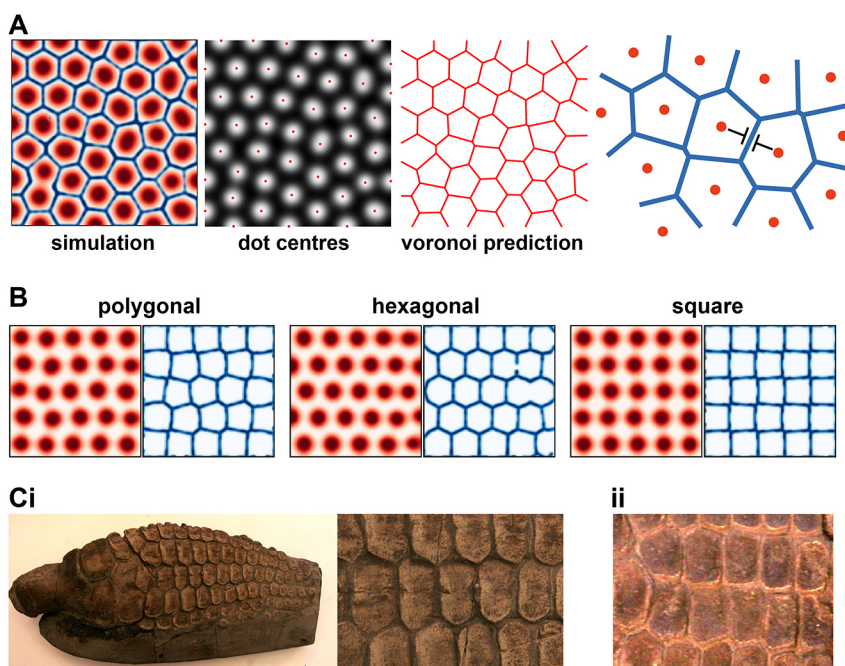 A
simulation
dot centres
voronoi prediction
B
polygonal
hexagonal
square
Ci
ii